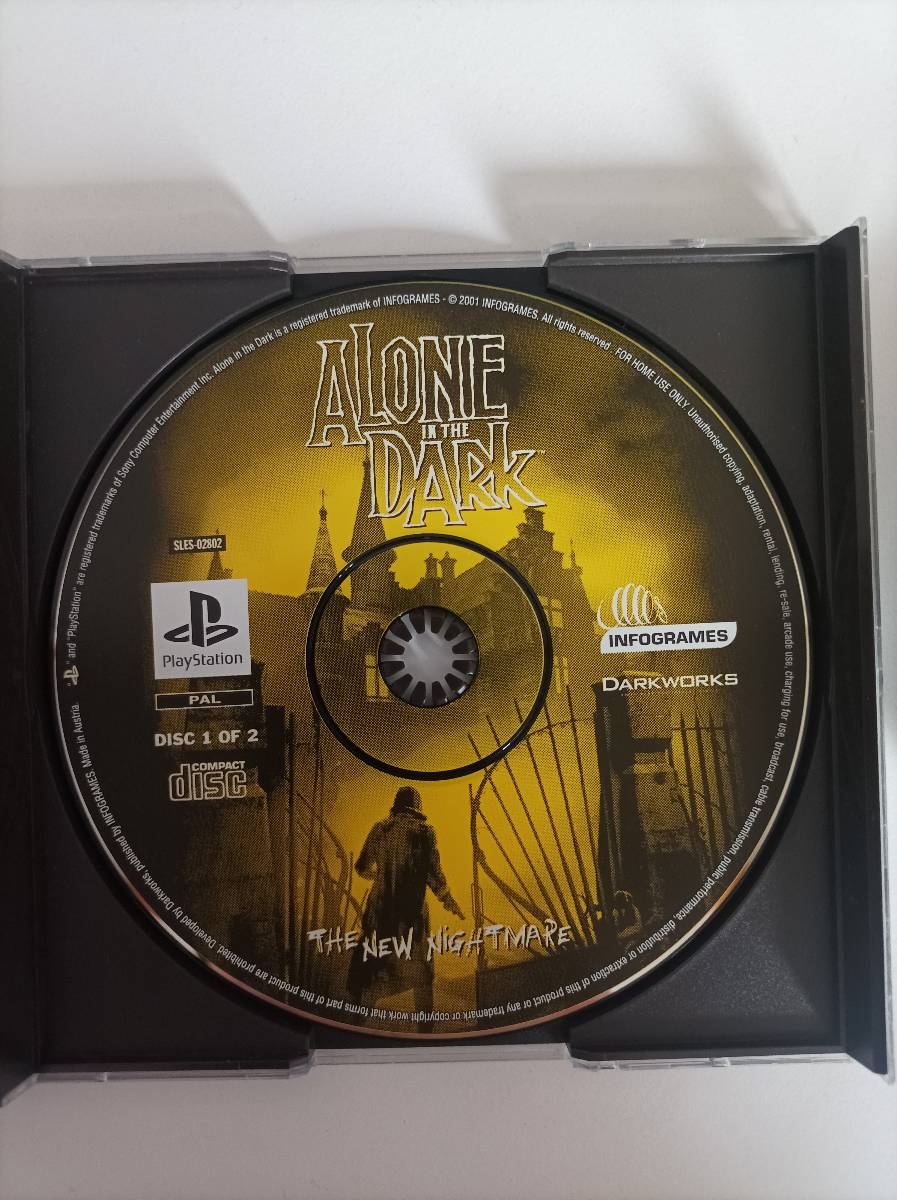 "PS" and "PlayStation" are registered trademarks of Sony Computer Entertainment Inc. Alone in the Dark is a registered trademark of INFOGRAMES - © 2001 INFOGRAMES. All rights reserved - FOR HOME USE ONLY. Unauthorised copying, adaptation, rental, lending, re-sale, arcade use, charging for use, broadcast, cable transmission, public performance, distribution or extraction of this product or any trademark or copyright work that forms part of this product are prohibited. Developed by Darkworks, published by INFOGRAMES. Made in Austria.
ALONE
IN THE
DARK™
SLES-02802
PlayStation
PAL
DISC 1 OF 2
COMPACT
disc
INFOGRAMES
DARKWORKS
THE NEW NIGHTMARE